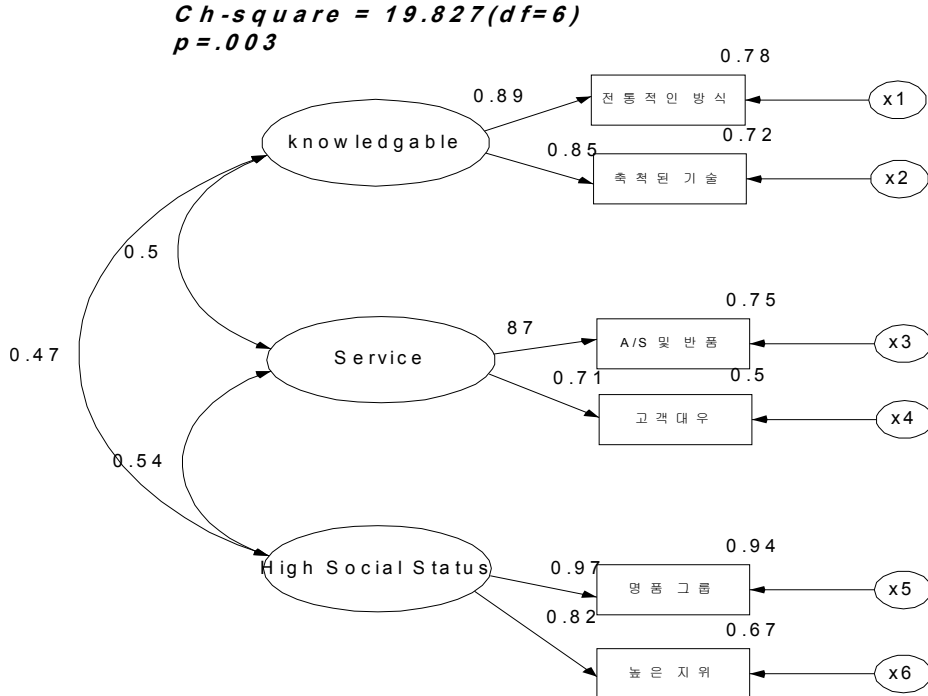 Ch-square = 19.827(df=6)
p=.003
0.78
0.89
전통적인 방식
x1
knowledgable
0.72
0.85
축척된 기술
x2
0.5
0.75
87
A/S 및 반품
x3
0.47
Service
0.71
0.5
고객대우
x4
0.54
0.94
High Social Status
0.97
명품 그룹
x5
0.82
0.67
높은 지위
x6